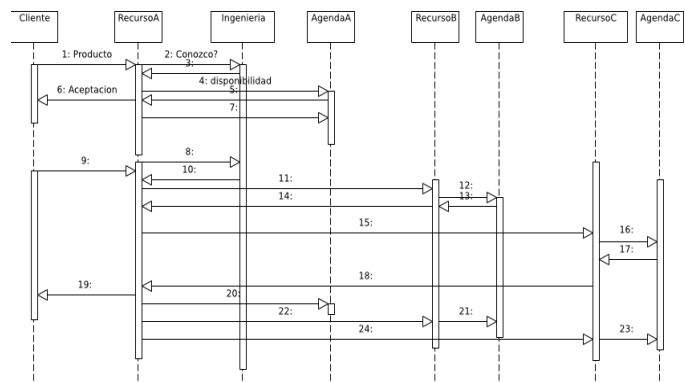 Cliente
RecursoA
Ingenieria
AgendaA
RecursoB
AgendaB
RecursoC
AgendaC
1: Producto
2: Conozco?
3:
4: disponibilidad
5:
6: Aceptacion
7:
8:
9:
10:
11:
12:
13:
14:
15:
16:
17:
18:
19:
20:
22:
21:
24:
23: